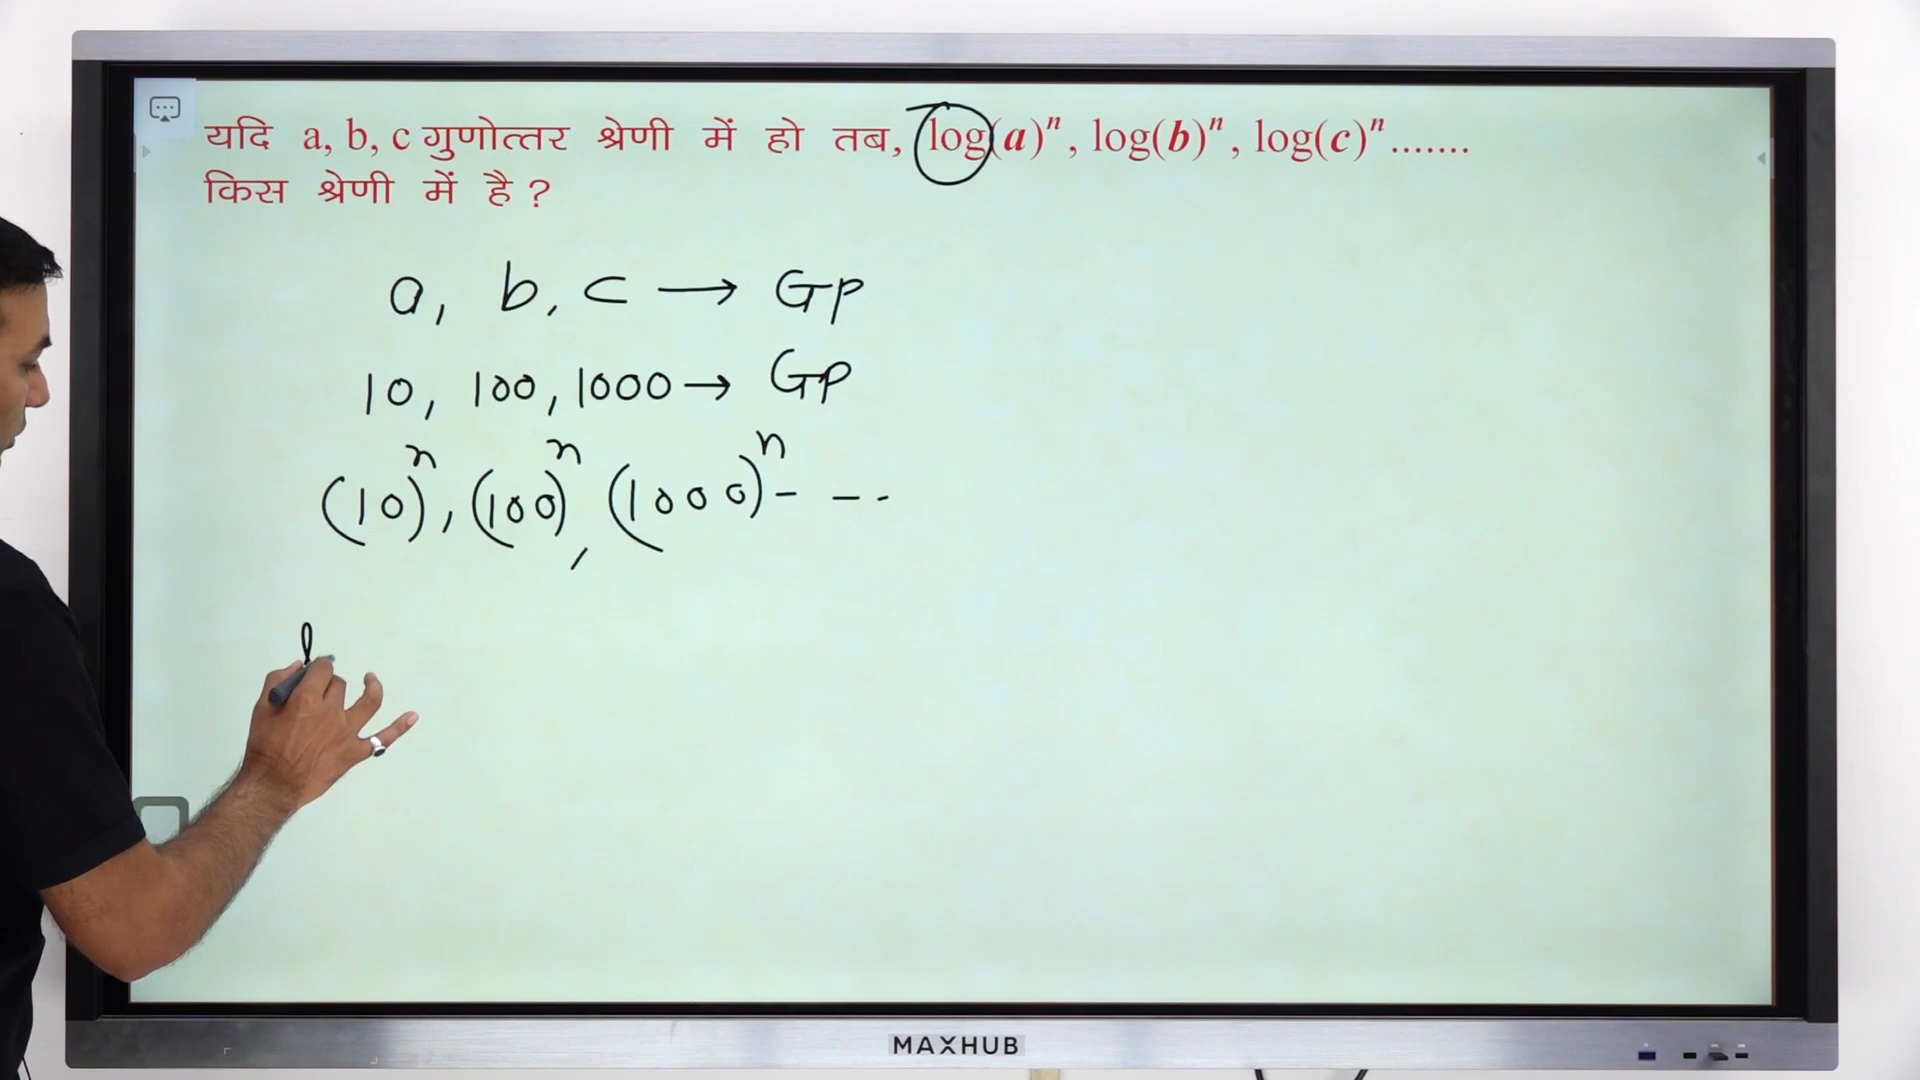 यदि a, b, c गुणोत्तर श्रेणी में हो तब, log(a)ⁿ, log(b)ⁿ, log(c)ⁿ.......
किस श्रेणी में है ?
a, b, c → GP
10, 100, 1000 → GP
(10)ⁿ, (100)ⁿ, (1000)ⁿ - - -
l
MAXHUB